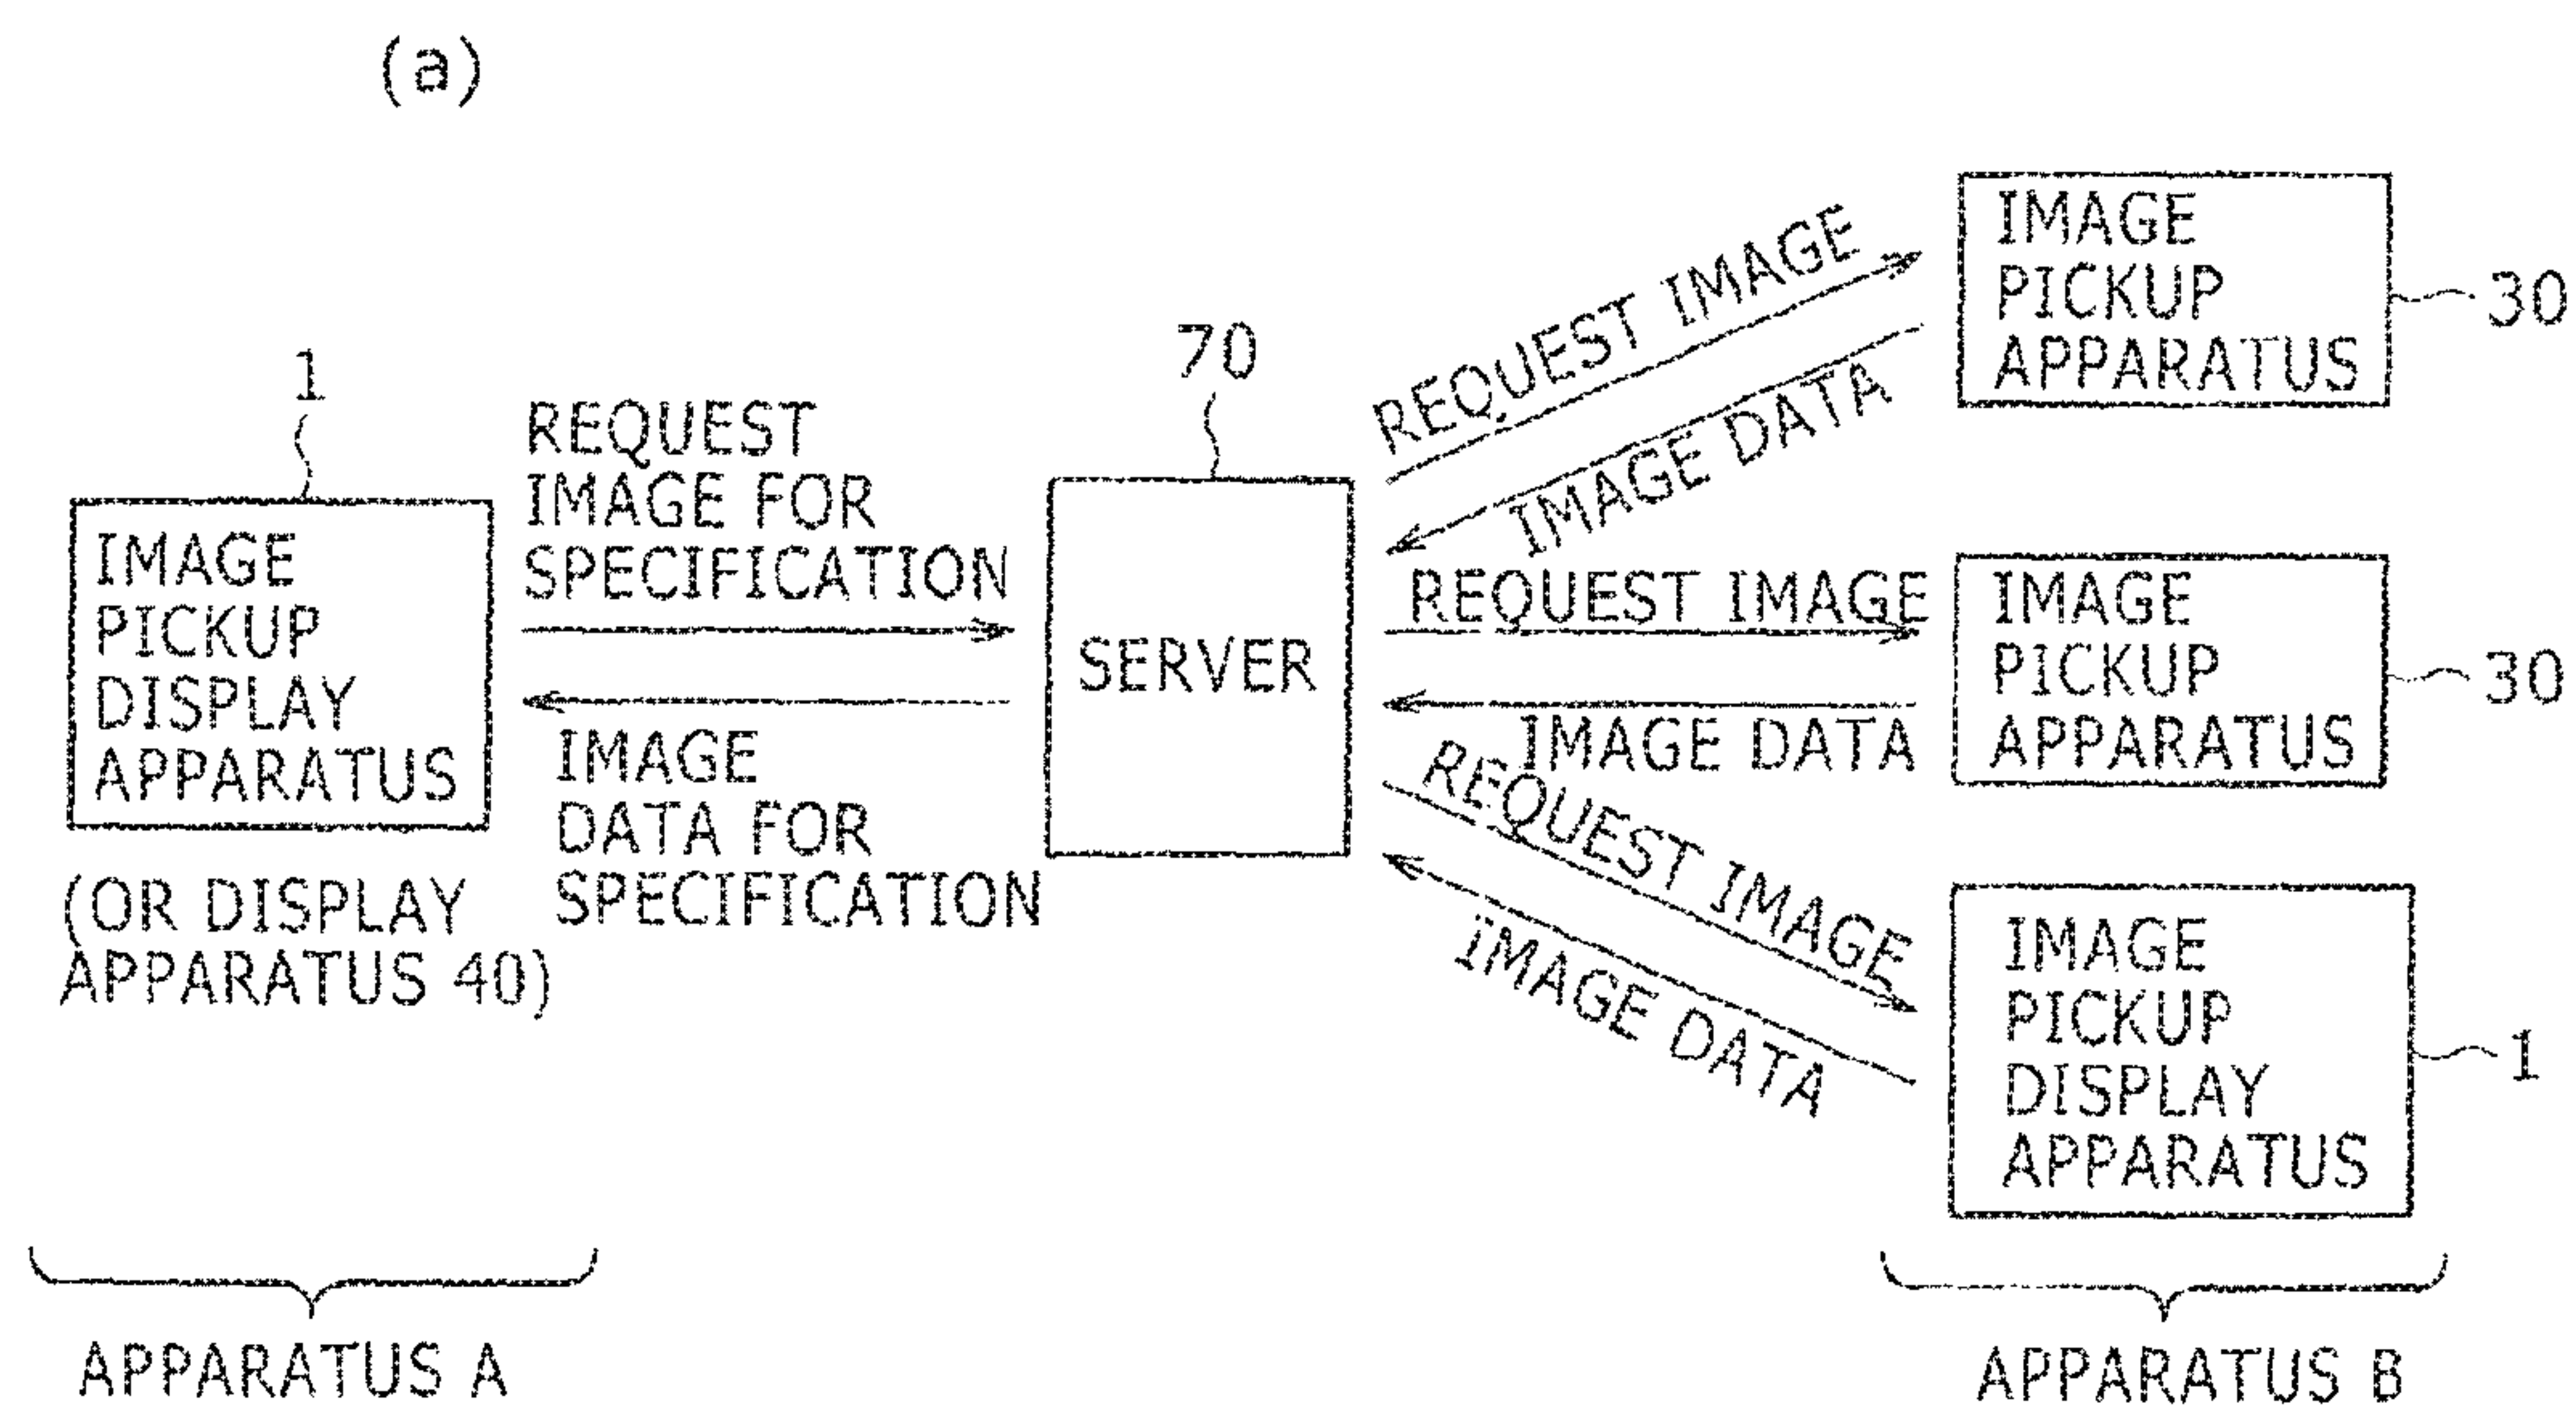 (a)
1
IMAGE
PICKUP
DISPLAY
APPARATUS
(OR DISPLAY
APPARATUS 40)
REQUEST
IMAGE FOR
SPECIFICATION
IMAGE
DATA FOR
SPECIFICATION
70
SERVER
REQUEST IMAGE
IMAGE DATA
REQUEST IMAGE
IMAGE DATA
REQUEST IMAGE
IMAGE DATA
IMAGE
PICKUP
APPARATUS
30
IMAGE
PICKUP
APPARATUS
30
IMAGE
PICKUP
DISPLAY
APPARATUS
1
APPARATUS A
APPARATUS B